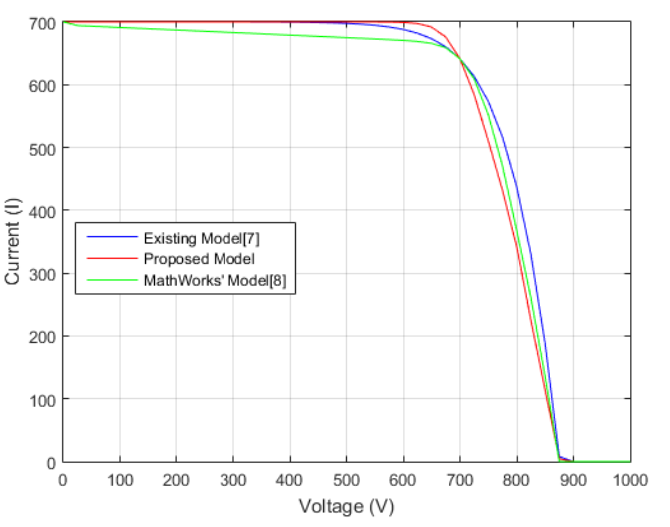 700
600
500
400
300
200
100
0
Current (I)
Existing Model[7]
Proposed Model
MathWorks' Model[8]
0 100 200 300 400 500 600 700 800 900 1000
Voltage (V)